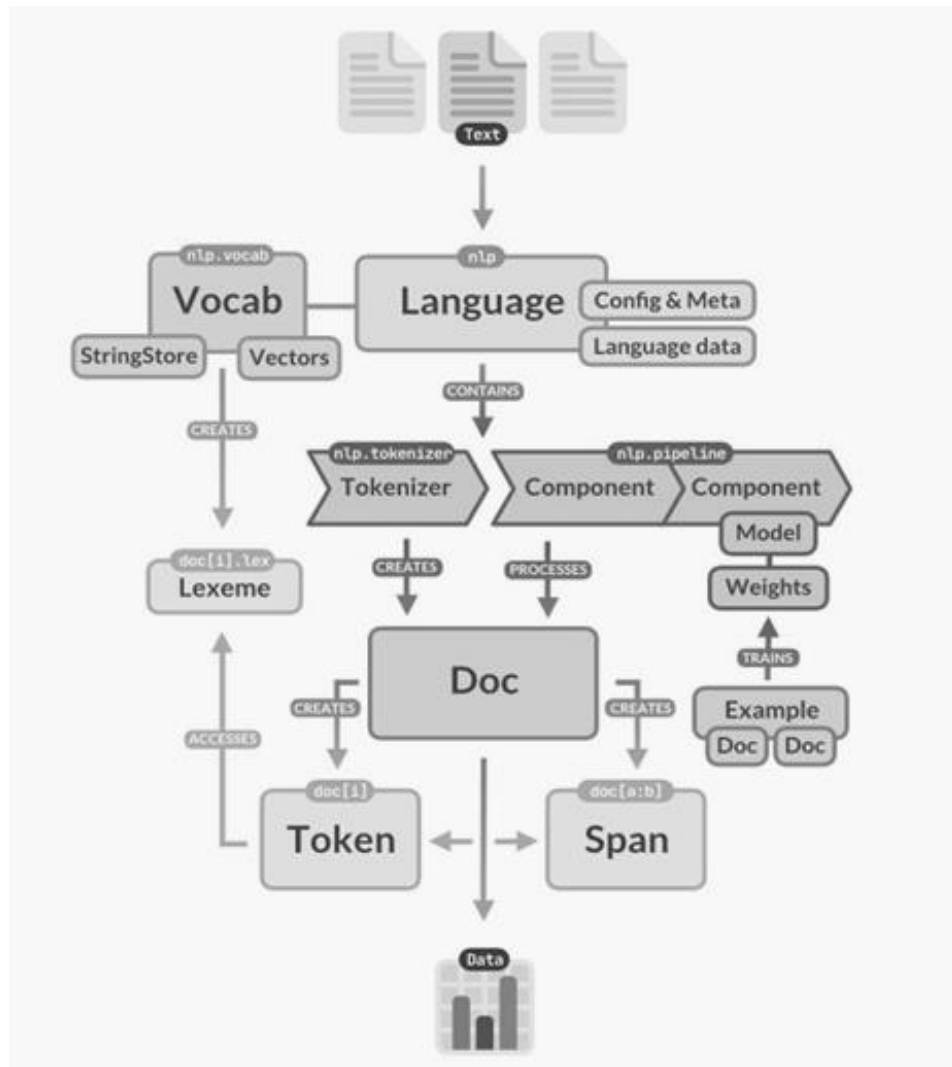 Text
nlp.vocab
Vocab
StringStore
Vectors
nlp
Language
Config & Meta
Language data
CREATES
CONTAINS
nlp.tokenizer
Tokenizer
nlp.pipeline
Component
Component
Model
Weights
doc[i].lex
Lexeme
CREATES
PROCESSES
TRAINS
Doc
Example
Doc
Doc
CREATES
CREATES
ACCESSES
doc[i]
Token
doc[a:b]
Span
Data